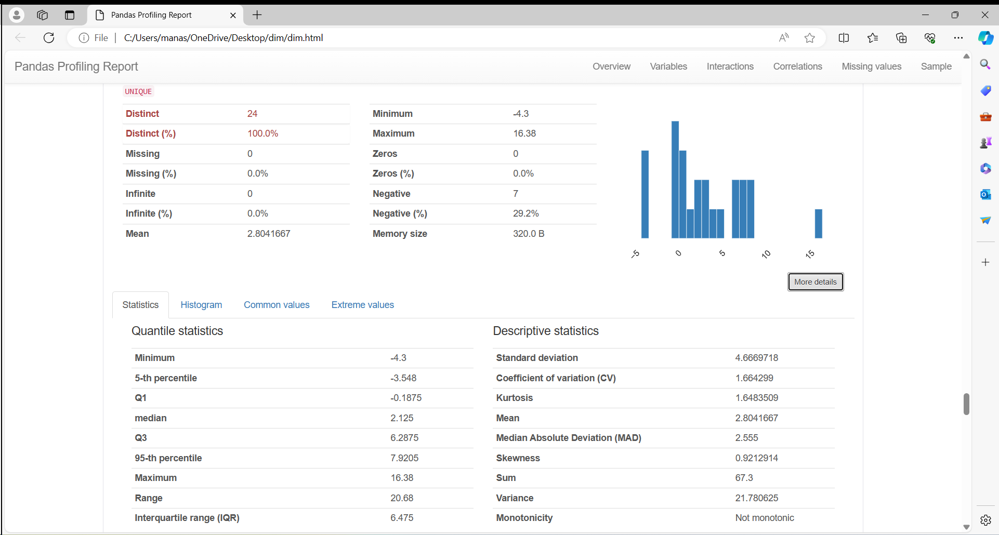 Pandas Profiling Report
File C:/Users/manas/OneDrive/Desktop/dim/dim.html
Pandas Profiling Report Overview Variables Interactions Correlations Missing values Sample
UNIQUE
Distinct 24
Distinct (%) 100.0%
Missing 0
Missing (%) 0.0%
Infinite 0
Infinite (%) 0.0%
Mean 2.8041667
Minimum -4.3
Maximum 16.38
Zeros 0
Zeros (%) 0.0%
Negative 7
Negative (%) 29.2%
Memory size 320.0 B
-5 0 5 10 15
More details
Statistics Histogram Common values Extreme values
Quantile statistics
Minimum -4.3
5-th percentile -3.548
Q1 -0.1875
median 2.125
Q3 6.2875
95-th percentile 7.9205
Maximum 16.38
Range 20.68
Interquartile range (IQR) 6.475
Descriptive statistics
Standard deviation 4.6669718
Coefficient of variation (CV) 1.664299
Kurtosis 1.6483509
Mean 2.8041667
Median Absolute Deviation (MAD) 2.555
Skewness 0.9212914
Sum 67.3
Variance 21.780625
Monotonicity Not monotonic